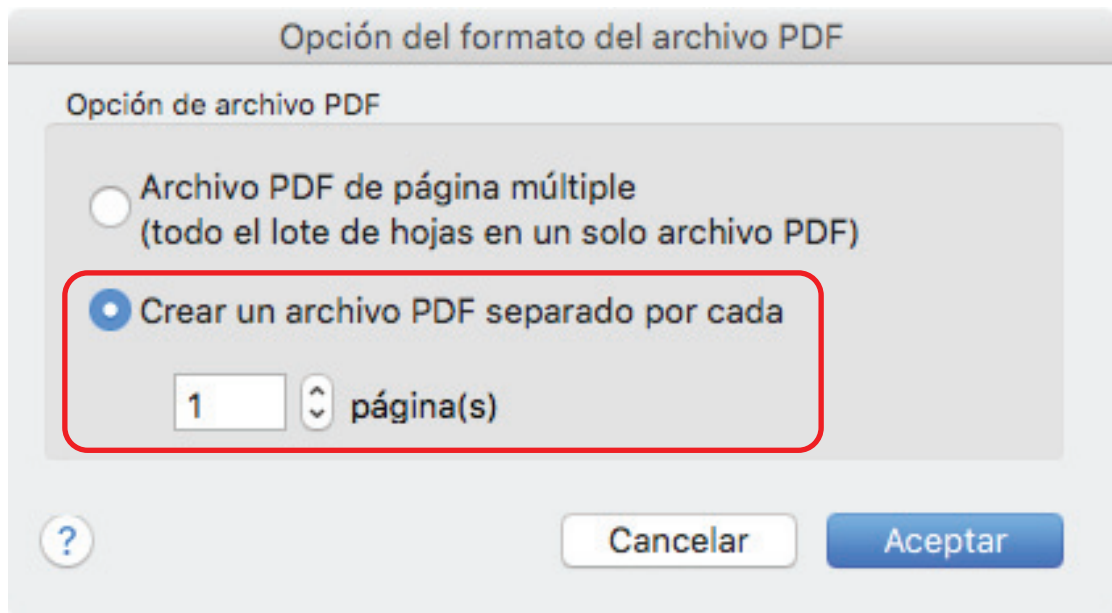 Opción del formato del archivo PDF
Opción de archivo PDF
Archivo PDF de página múltiple
(todo el lote de hojas en un solo archivo PDF)
Crear un archivo PDF separado por cada
1 página(s)
? Cancelar Aceptar